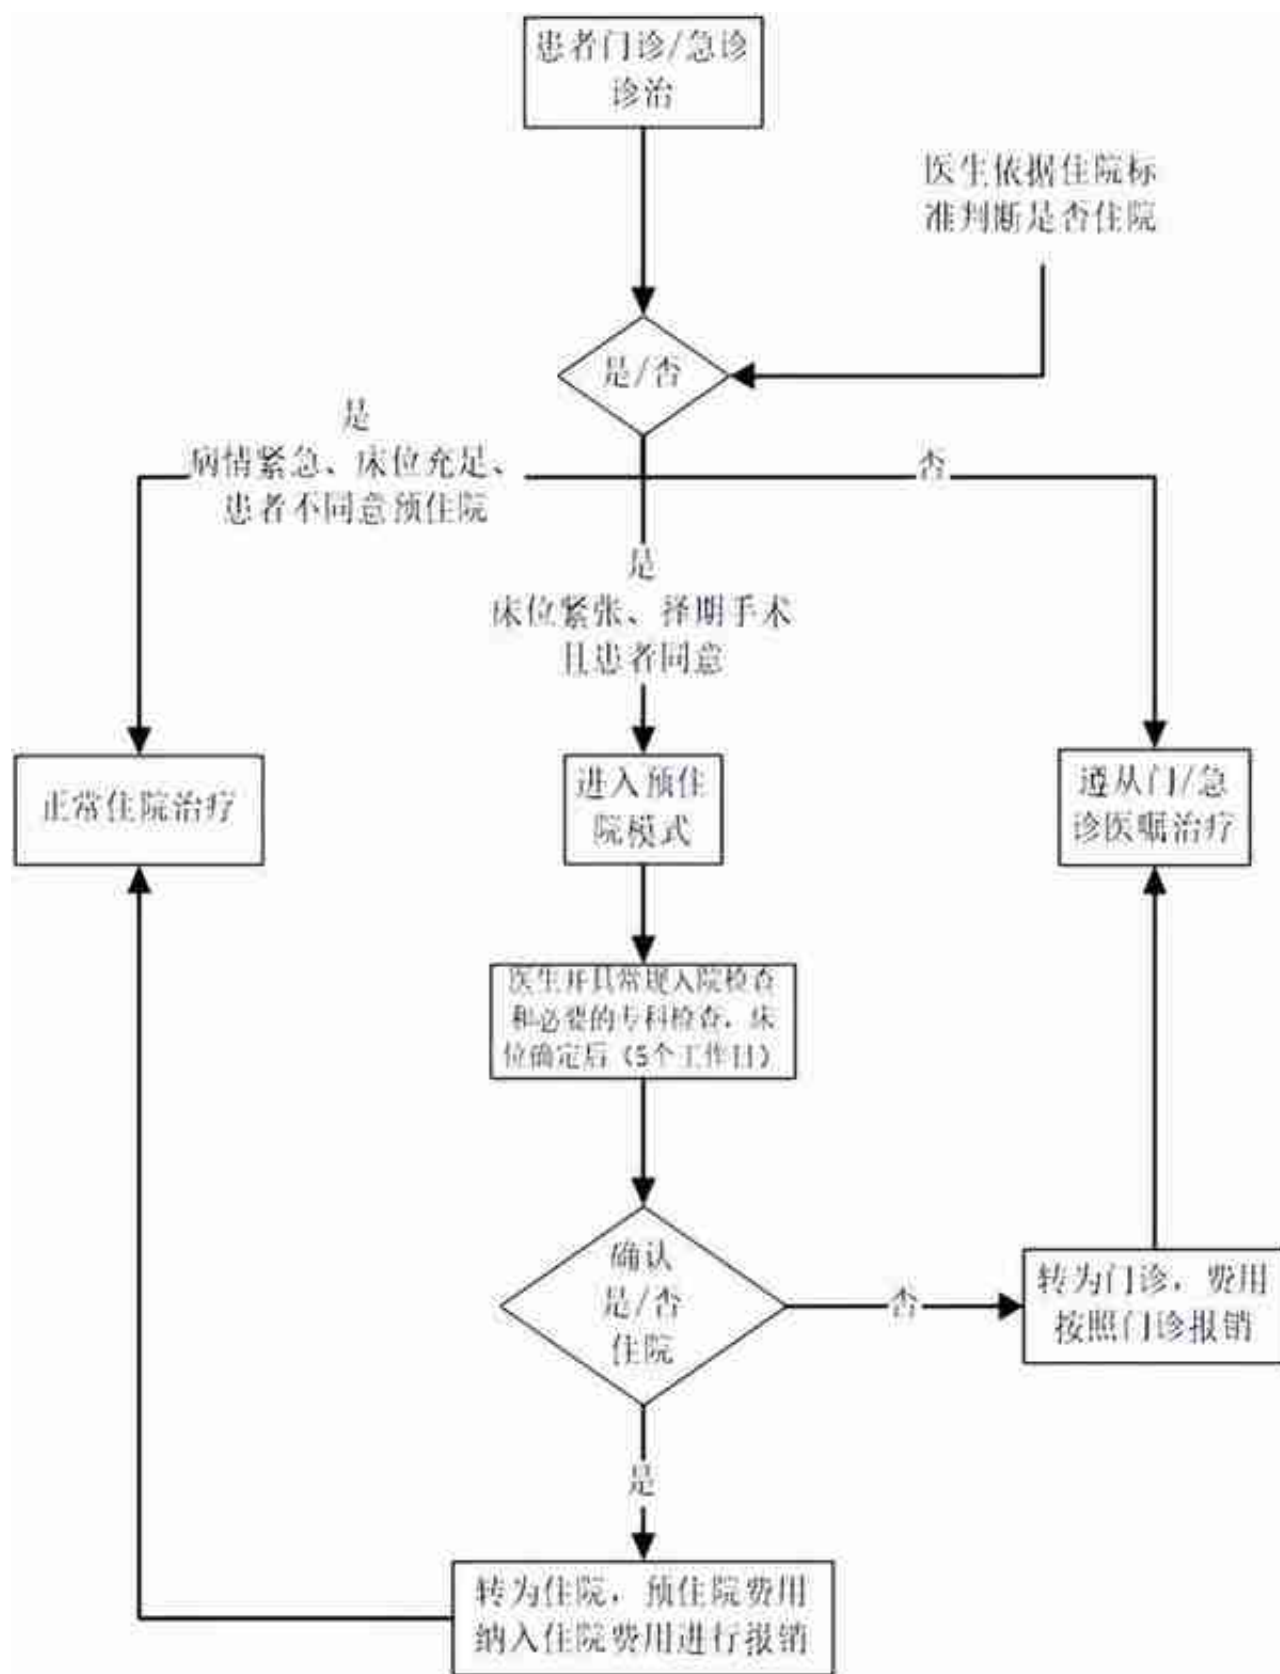 患者门诊/急诊
诊治
医生依据住院标
准判断是否住院
是/否
是
病情紧急、床位充足、
患者不同意预住院
否
是
床位紧张、择期手术
且患者同意
正常住院治疗
进入预住
院模式
遵从门/急
诊医嘱治疗
医生开具常规入院检查
和必要的专科检查，床
位确定后（5个工作日）
确认
是/否
住院
否
转为门诊，费用
按照门诊报销
是
转为住院，预住院费用
纳入住院费用进行报销